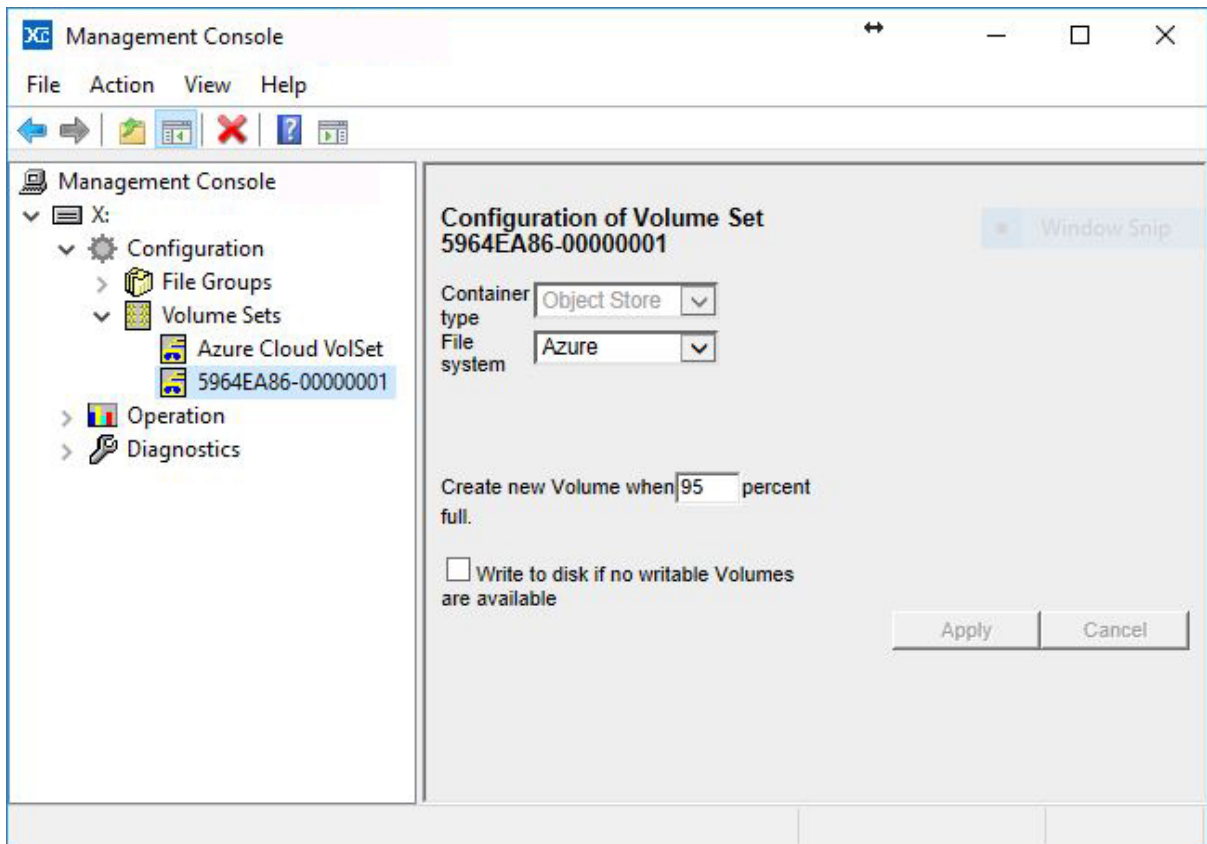 Management Console
File Action View Help
Management Console
X:
Configuration
File Groups
Volume Sets
Azure Cloud VolSet
5964EA86-00000001
Operation
Diagnostics
Configuration of Volume Set
5964EA86-00000001
Window Snip
Container
type
Object Store
File
system
Azure
Create new Volume when 95 percent
full.
Write to disk if no writable Volumes
are available
Apply Cancel